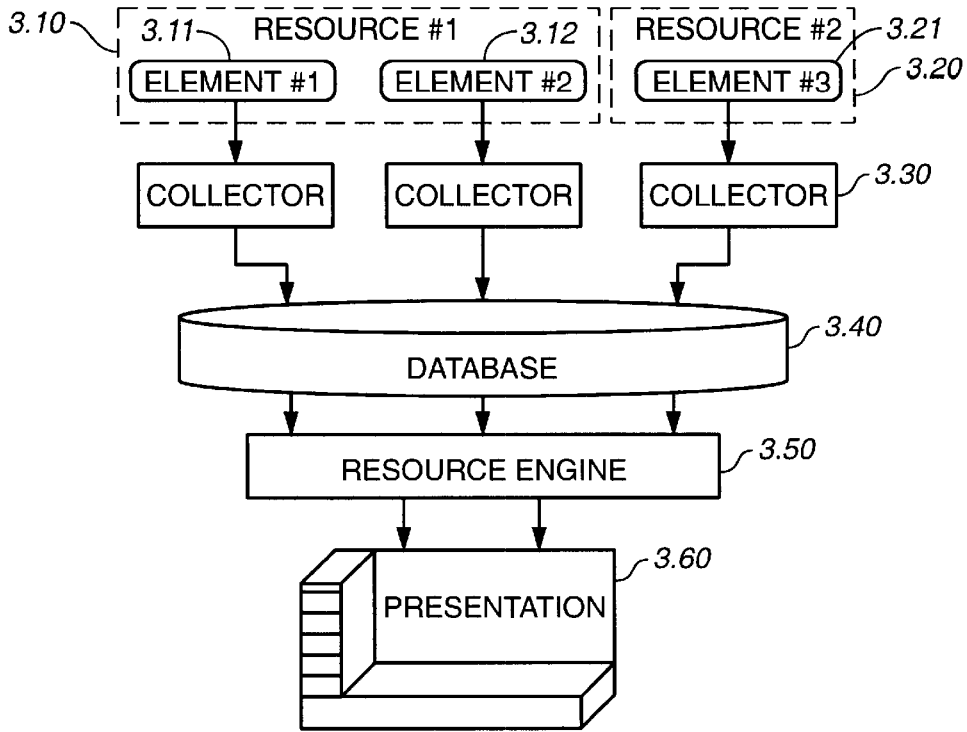 3.10
RESOURCE #1
RESOURCE #2
3.11
3.12
3.21
3.20
ELEMENT #1
ELEMENT #2
ELEMENT #3
COLLECTOR
COLLECTOR
COLLECTOR
3.30
3.40
DATABASE
3.50
RESOURCE ENGINE
3.60
PRESENTATION